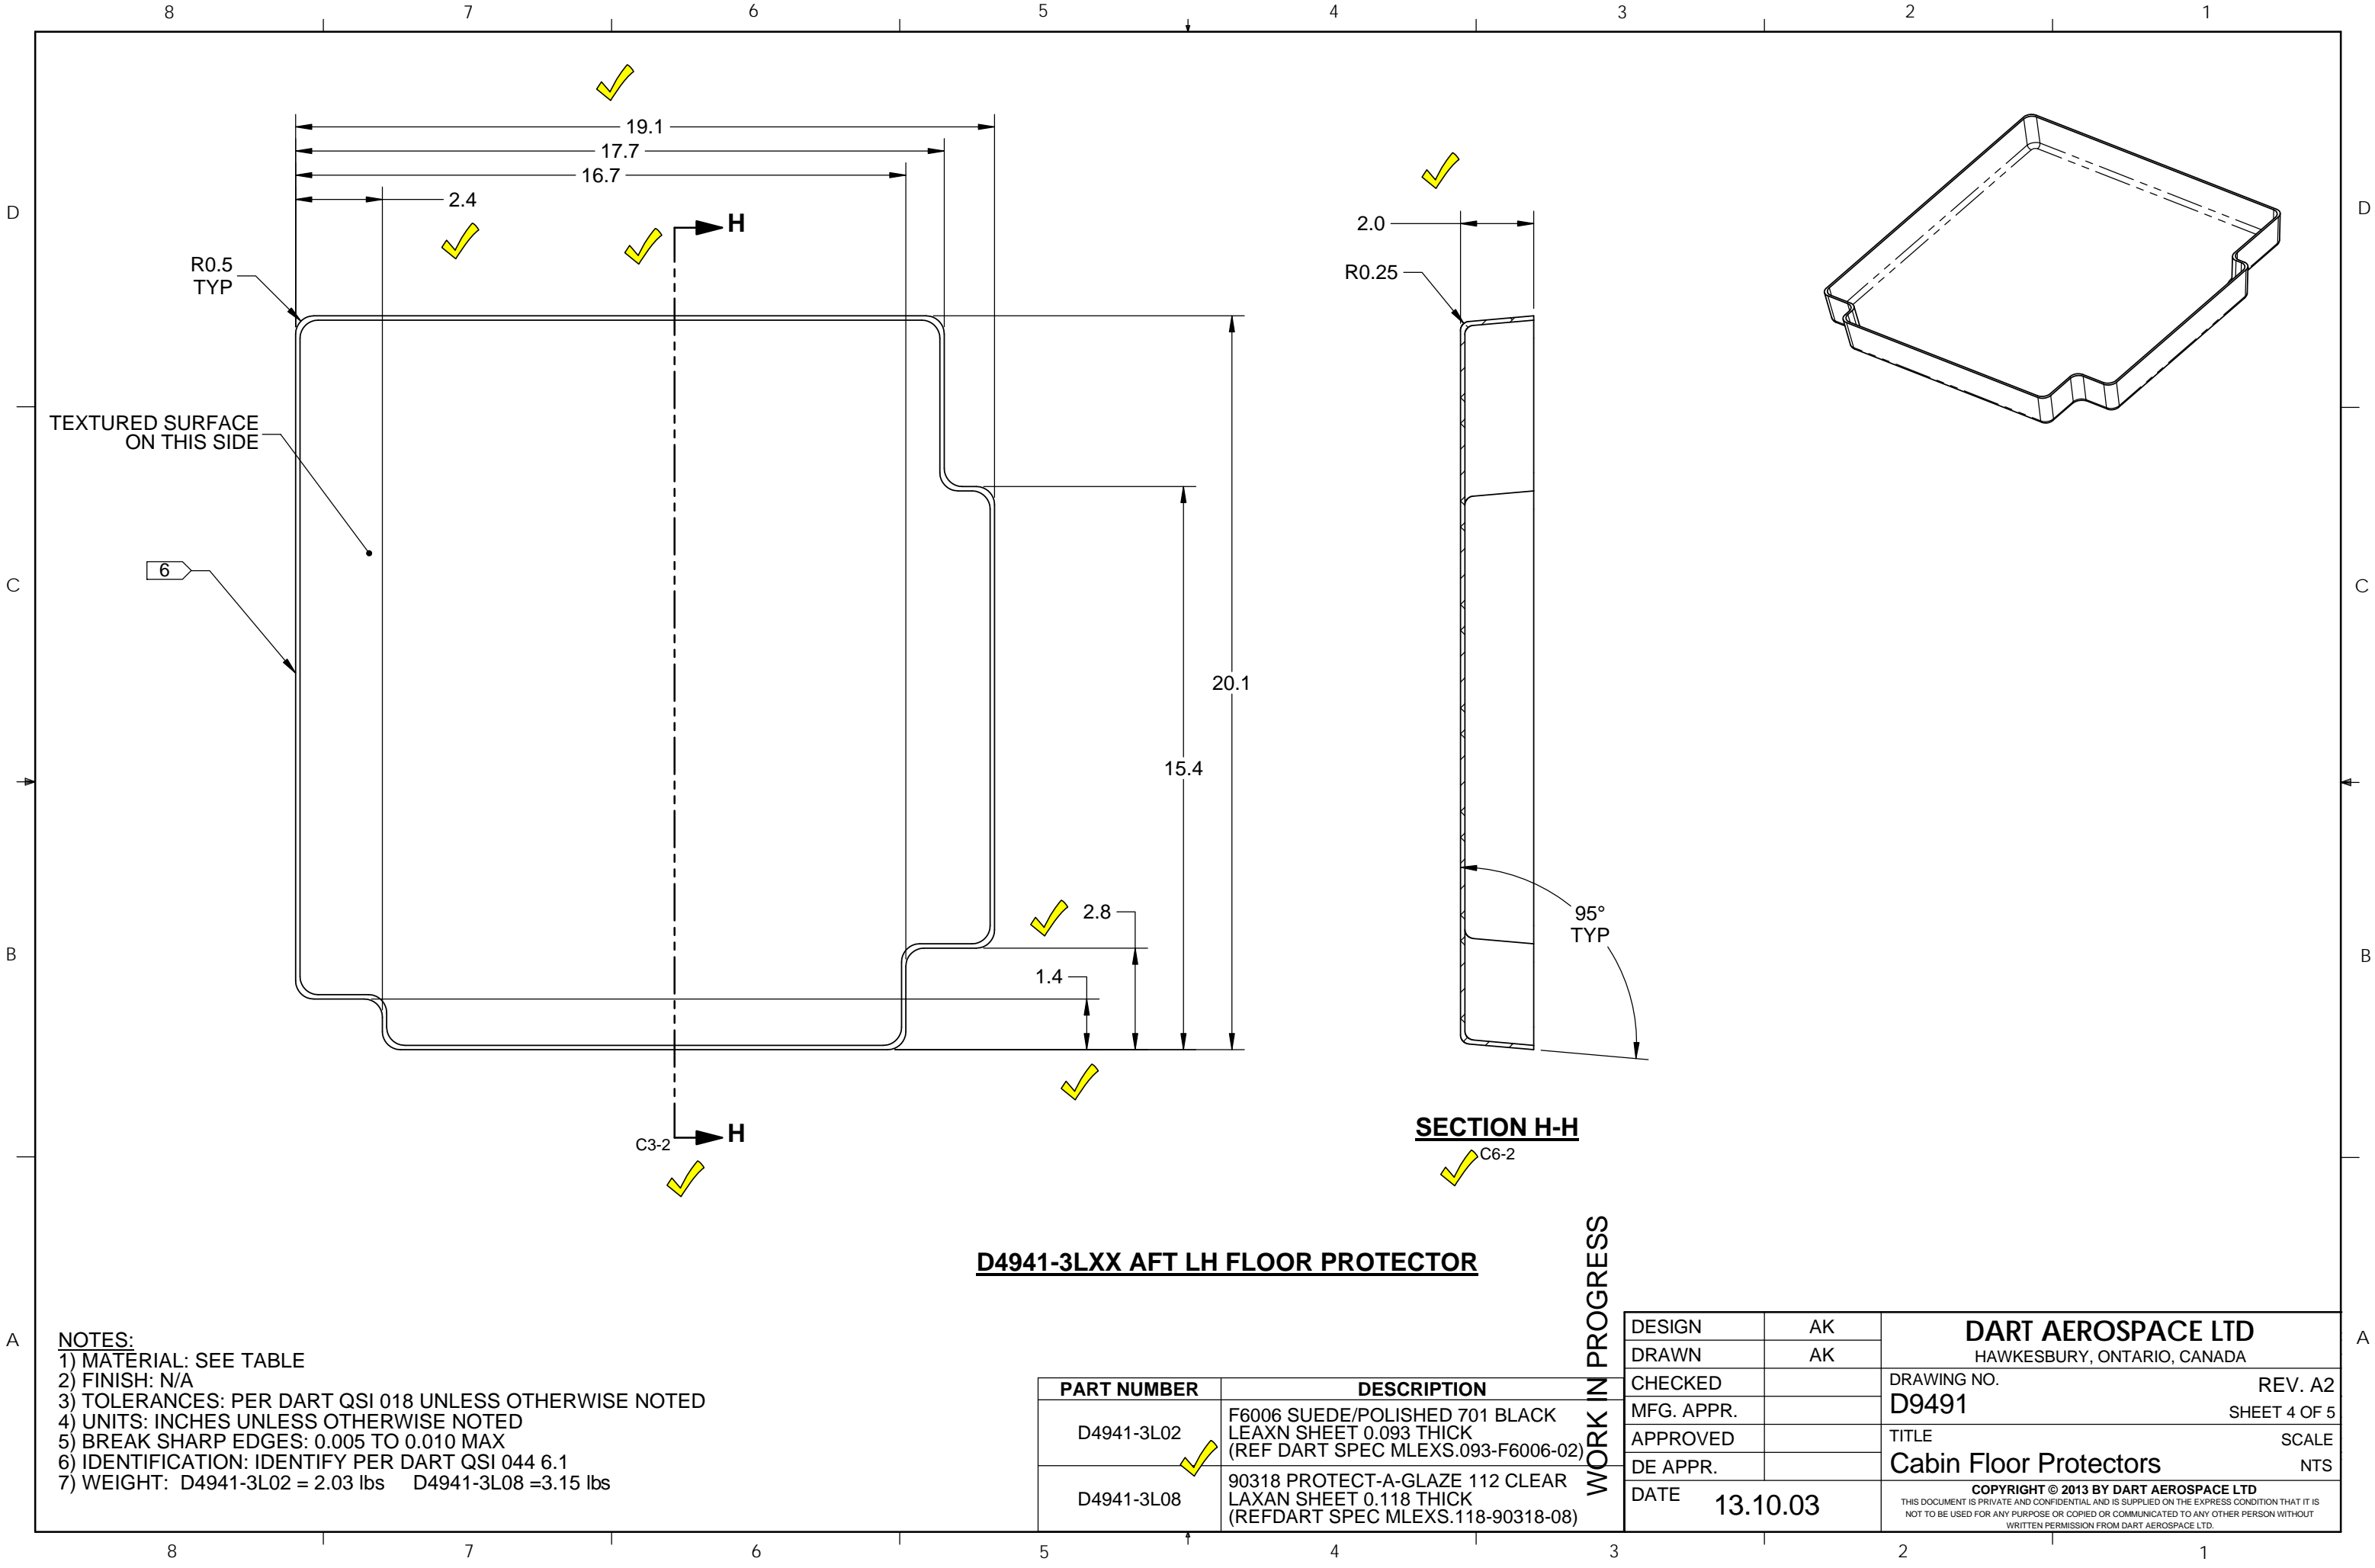 8 7 6 5 4 3 2 1
19.1
17.7
16.7
2.4
H
R0.5
TYP
D
D
2.0
R0.25
TEXTURED SURFACE
ON THIS SIDE
6
C
C
20.1
15.4
2.8
1.4
95°
TYP
B
B
C3-2
H
SECTION H-H
C6-2
D4941-3LXX AFT LH FLOOR PROTECTOR
WORK IN PROGRESS
A
A
NOTES:
1) MATERIAL: SEE TABLE
2) FINISH: N/A
3) TOLERANCES: PER DART QSI 018 UNLESS OTHERWISE NOTED
4) UNITS: INCHES UNLESS OTHERWISE NOTED
5) BREAK SHARP EDGES: 0.005 TO 0.010 MAX
6) IDENTIFICATION: IDENTIFY PER DART QSI 044 6.1
7) WEIGHT: D4941-3L02 = 2.03 lbs D4941-3L08 =3.15 lbs
PART NUMBER DESCRIPTION
D4941-3L02
F6006 SUEDE/POLISHED 701 BLACK
LEAXN SHEET 0.093 THICK
(REF DART SPEC MLEXS.093-F6006-02)
D4941-3L08
90318 PROTECT-A-GLAZE 112 CLEAR
LAXAN SHEET 0.118 THICK
(REFDART SPEC MLEXS.118-90318-08)
DESIGN AK
DRAWN AK
CHECKED
MFG. APPR.
APPROVED
DE APPR.
DATE 13.10.03
DART AEROSPACE LTD
HAWKESBURY, ONTARIO, CANADA
DRAWING NO. REV. A2
D9491 SHEET 4 OF 5
TITLE SCALE
Cabin Floor Protectors NTS
COPYRIGHT © 2013 BY DART AEROSPACE LTD
THIS DOCUMENT IS PRIVATE AND CONFIDENTIAL AND IS SUPPLIED ON THE EXPRESS CONDITION THAT IT IS
NOT TO BE USED FOR ANY PURPOSE OR COPIED OR COMMUNICATED TO ANY OTHER PERSON WITHOUT
WRITTEN PERMISSION FROM DART AEROSPACE LTD.
8 7 6 5 4 3 2 1